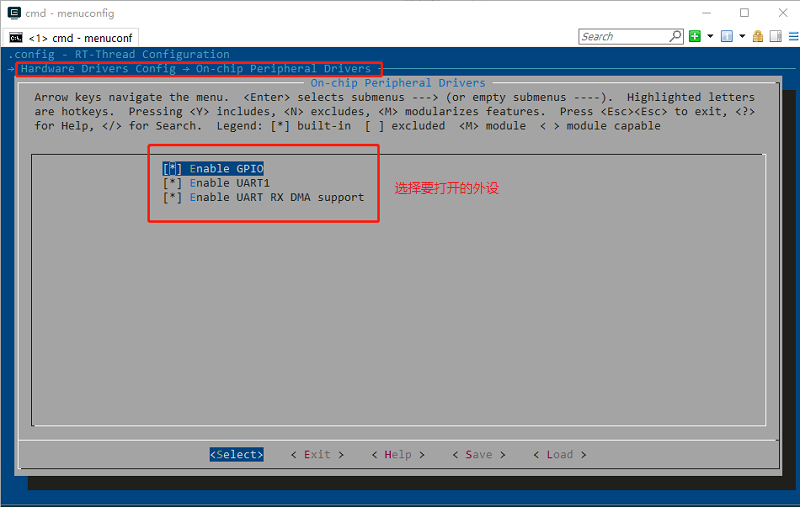 cmd - menuconfig
<1> cmd - menuconf
Search
.config - RT-Thread Configuration
→ Hardware Drivers Config → On-chip Peripheral Drivers
On-chip Peripheral Drivers
Arrow keys navigate the menu.  <Enter> selects submenus ---> (or empty submenus ----).  Highlighted letters
are hotkeys.  Pressing <Y> includes, <N> excludes, <M> modularizes features.  Press <Esc><Esc> to exit, <?>
for Help, </> for Search.  Legend: [*] built-in  [ ] excluded  <M> module  < > module capable
[*] Enable GPIO
[*] Enable UART1
[*] Enable UART RX DMA support
选择要打开的外设
<Select>    < Exit >    < Help >    < Save >    < Load >